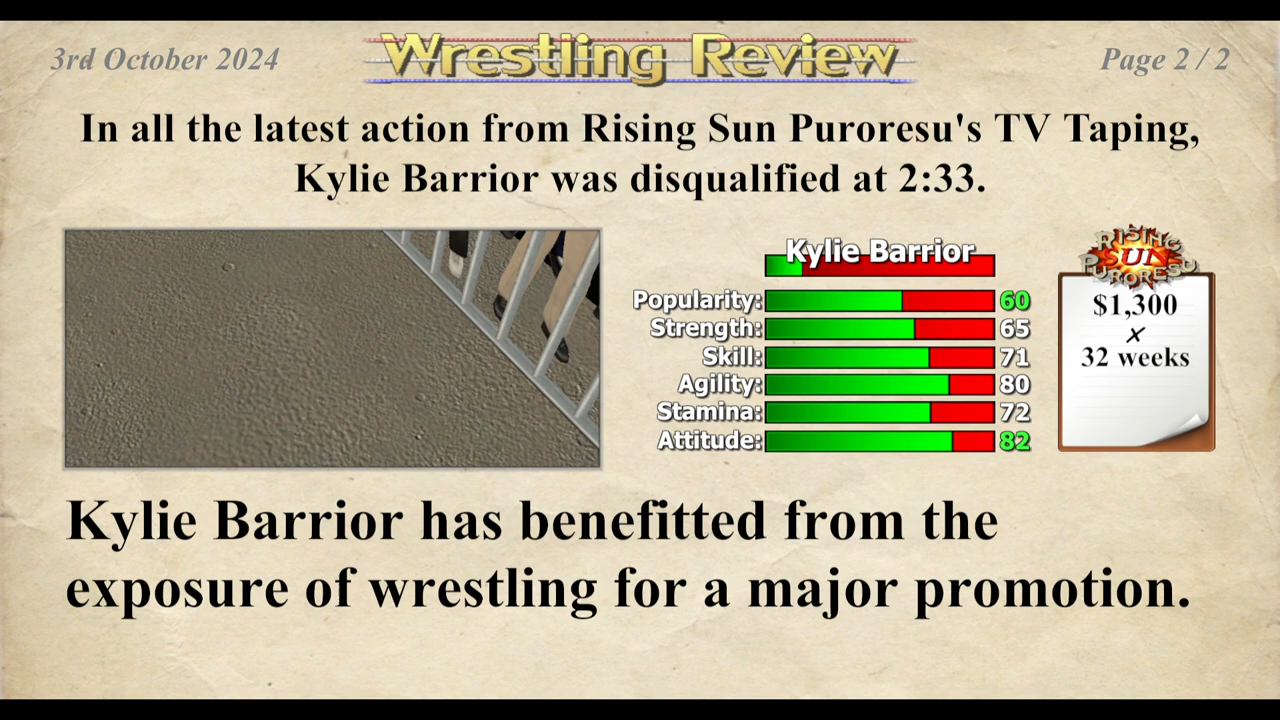 3rd October 2024
Wrestling Review
Page 2 / 2
In all the latest action from Rising Sun Puroresu's TV Taping,
Kylie Barrior was disqualified at 2:33.
Kylie Barrior
Popularity: 60
Strength: 65
Skill: 71
Agility: 80
Stamina: 72
Attitude: 82
RISING
SUN
PURORESU
$1,300
×
32 weeks
Kylie Barrior has benefitted from the
exposure of wrestling for a major promotion.